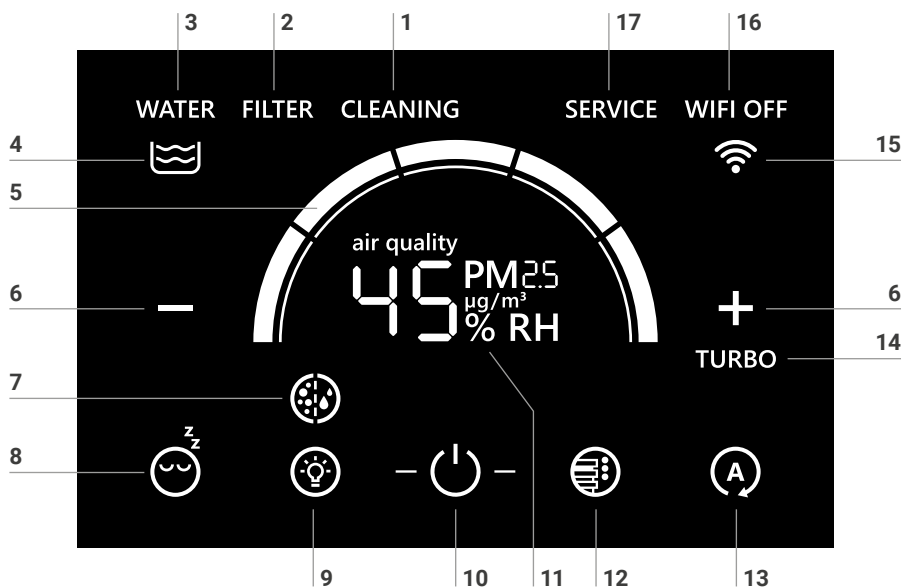 3 2 1 17 16
WATER FILTER CLEANING SERVICE WIFI OFF
4 15
5
air quality
45 PM2.5
µg/m³
% RH
6 6
TURBO 14
7
z
z
8
A
9 10 11 12 13